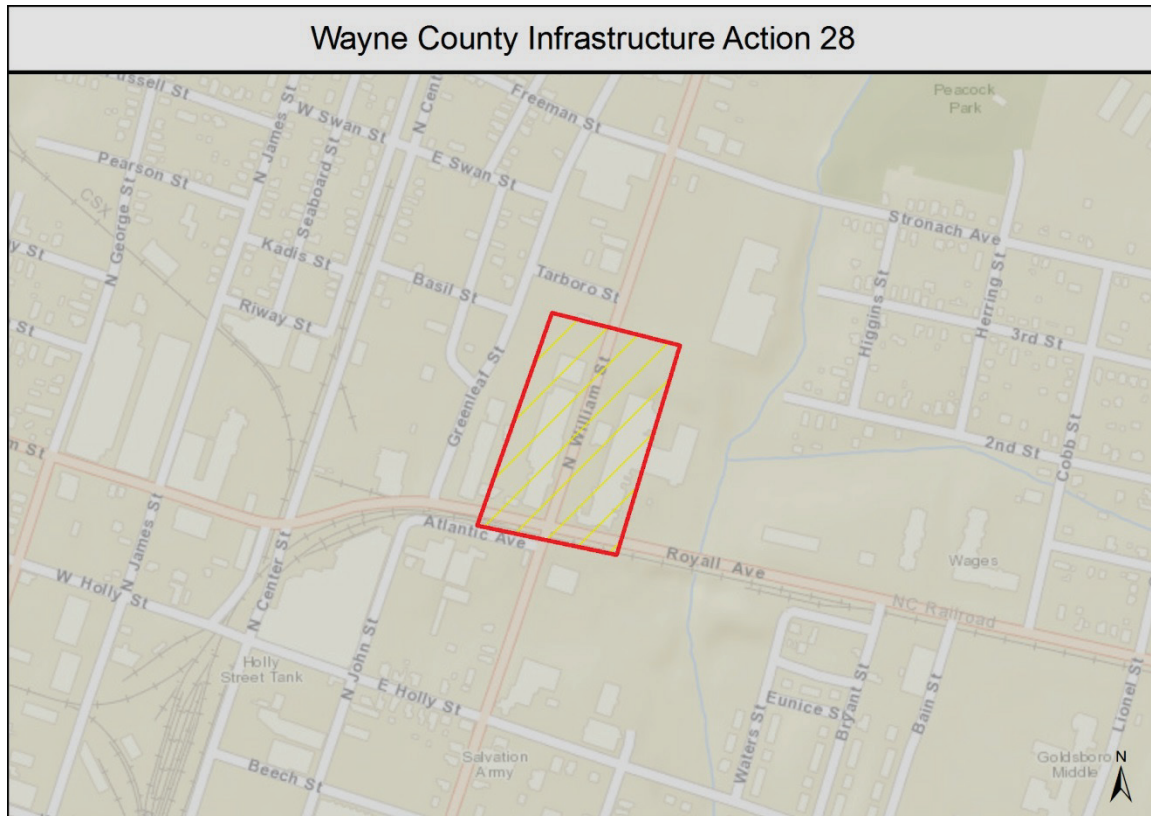 Wayne County Infrastructure Action 28
Russell St
W Swan St
N James St
Seaboard St
Freeman St
Peacock
Park
Pearson St
E Swan St
CSX
N George St
Kadis St
Stronach Ave
Basil St
Tarboro St
Riway St
Higgins St
Herring St
3rd St
Greenleaf St
N William St
2nd St
Cobb St
Atlantic Ave
Royall Ave
Wages
N James St
W Holly St
N Center St
NC Railroad
Holly
Street Tank
N John St
E Holly St
Eunice St
Waters St
Bryant St
Bain St
Lionel St
Salvation
Army
Beech St
Goldsboro
Middle
N